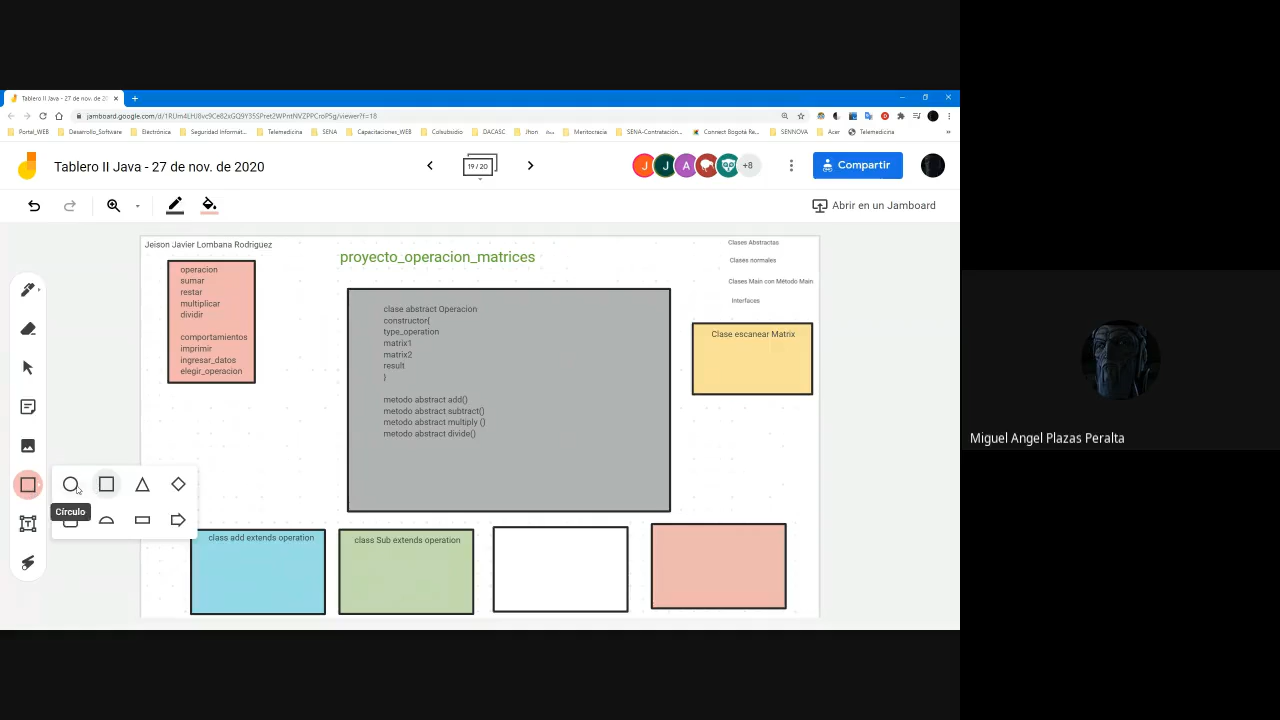 Tablero II Java - 27 de nov. de 20
jamboard.google.com/d/1RUm4LHJ8vc9Ce82xGQ9Y35SPret2WPntNVZPPCroP5g/viewer?f=18
Portal_WEB
Desarrollo_Software
Electrónica
Seguridad Informat...
Telemedicina
SENA
Capacitaciones_WEB
Colsubsidio
DACASC
Jhon
Meritocracia
SENA-Contratación...
Connect Bogotá Re...
SENNOVA
Acer
Telemedicina
»
Tablero II Java - 27 de nov. de 2020
19 / 20
J
J
A
+8
Compartir
Abrir en un Jamboard
Jeison Javier Lombana Rodríguez
proyecto_operacion_matrices
Clases Abstractas
Clases normales
Clases Main con Método Main
Interfaces
operacion
sumar
restar
multiplicar
dividir
comportamientos
imprimir
ingresar_datos
elegir_operacion
clase abstract Operacion
constructor{
type_operation
matrix1
matrix2
result
}
metodo abstract add()
metodo abstract subtract()
metodo abstract multiply ()
metodo abstract divide()
Clase escanear Matrix
Círculo
class add extends operation
class Sub extends operation
Miguel Angel Plazas Peralta